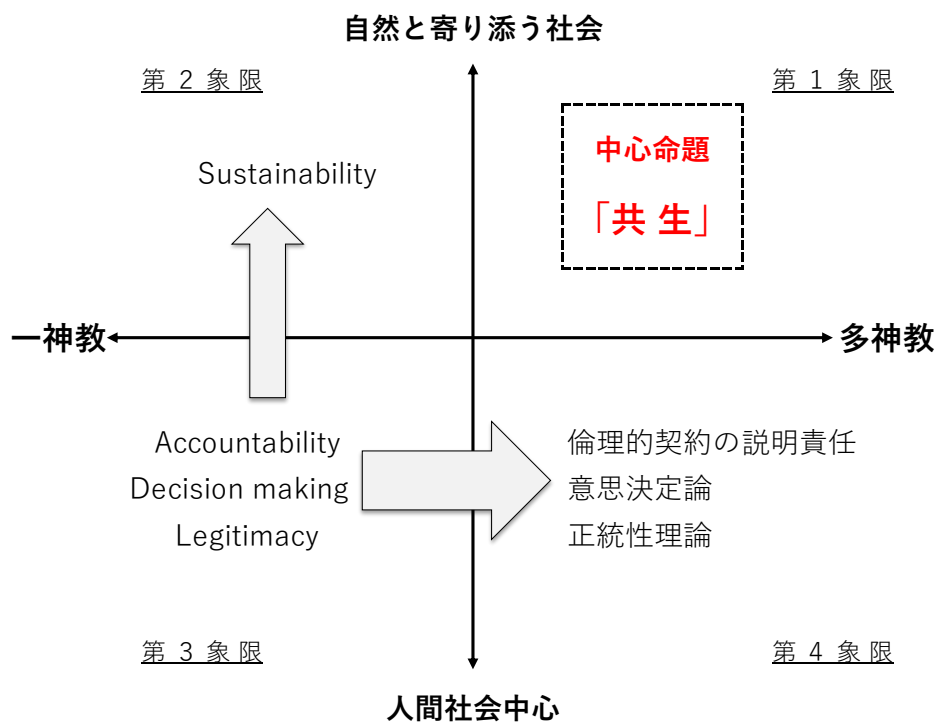 自然と寄り添う社会
第 2 象 限
第 1 象 限
中心命題
「共 生」
Sustainability
一神教
多神教
Accountability
Decision making
Legitimacy
倫理的契約の説明責任
意思決定論
正統性理論
第 3 象 限
第 4 象 限
人間社会中心